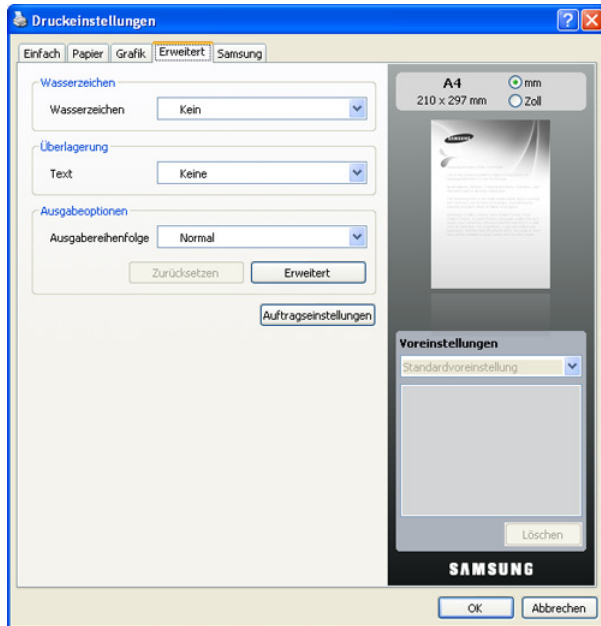 Druckeinstellungen
Einfach Papier Grafik Erweitert Samsung
Wasserzeichen
Wasserzeichen Kein
Überlagerung
Text Keine
Ausgabeoptionen
Ausgabereihenfolge Normal
Zurücksetzen Erweitert
Auftragseinstellungen
A4
210 x 297 mm
mm
Zoll
SAMSUNG
Voreinstellungen
Standardvoreinstellung
Löschen
SAMSUNG
OK Abbrechen